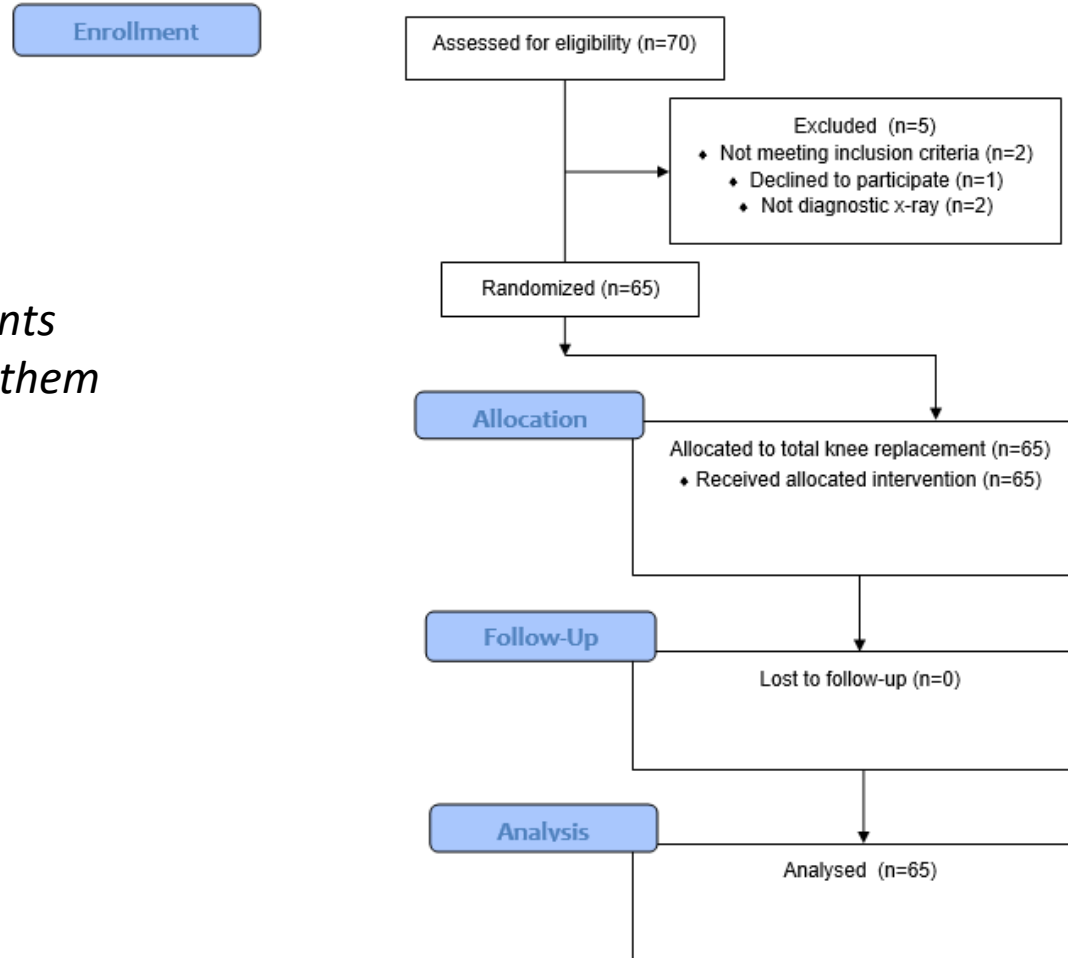 Enrollment
Assessed for eligibility (n=70)
Excluded (n=5)
♦ Not meeting inclusion criteria (n=2)
♦ Declined to participate (n=1)
♦ Not diagnostic x-ray (n=2)
Randomized (n=65)
them
Allocation
Allocated to total knee replacement (n=65)
♦ Received allocated intervention (n=65)
Follow-Up
Lost to follow-up (n=0)
Analysis
Analysed (n=65)